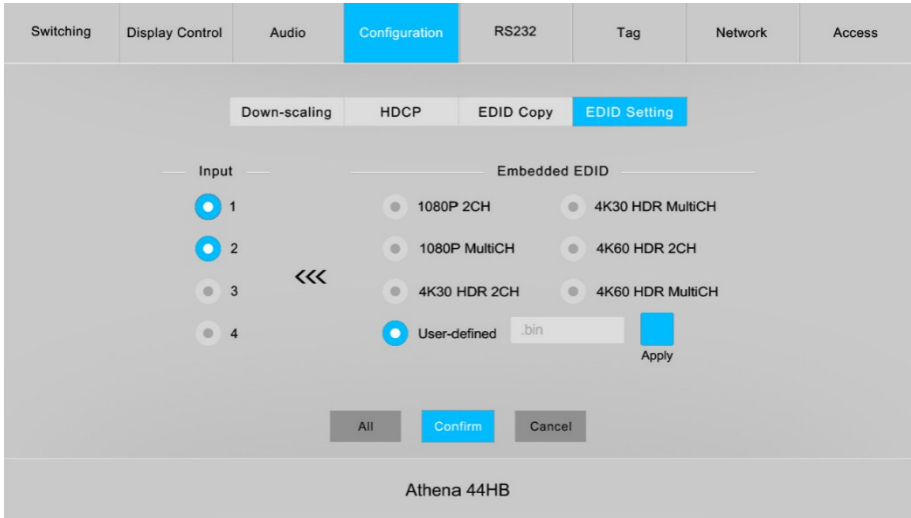 Switching Display Control Audio Configuration RS232 Tag Network Access
Down-scaling HDCP EDID Copy EDID Setting
Input Embedded EDID
1 1080P 2CH 4K30 HDR MultiCH
2 1080P MultiCH 4K60 HDR 2CH
<<<
3 4K30 HDR 2CH 4K60 HDR MultiCH
4 User-defined .bin
Apply
All Confirm Cancel
Athena 44HB